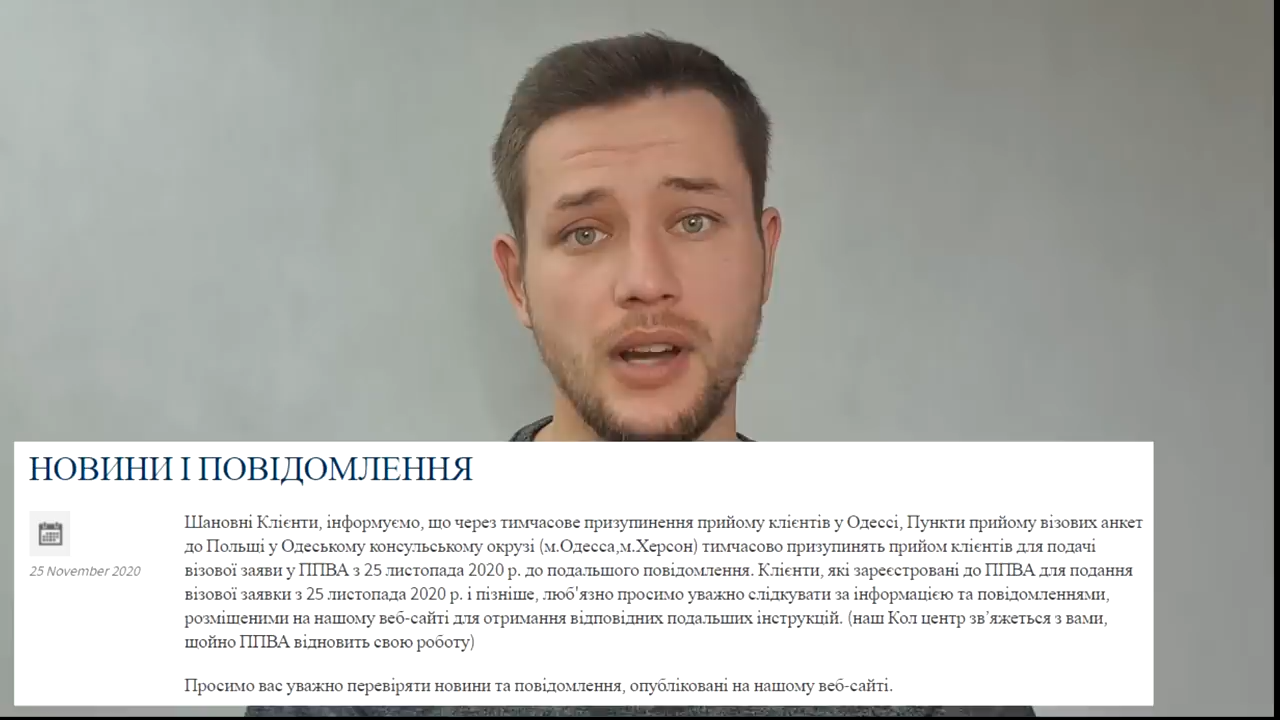 НОВИНИ І ПОВІДОМЛЕННЯ
Шановні Клієнти, інформуємо, що через тимчасове призупинення прийому клієнтів у Одессі, Пункти прийому візових анкет
до Польщі у Одеському консульському окрузі (м.Одесса,м.Херсон) тимчасово призупинять прийом клієнтів для подачі
візової заяви у ППВА з 25 листопада 2020 р. до подальшого повідомлення. Клієнти, які зареєстровані до ППВА для подання
візової заявки з 25 листопада 2020 р. і пізніше, люб'язно просимо уважно слідкувати за інформацією та повідомленнями,
розміщеними на нашому веб-сайті для отримання відповідних подальших інструкцій. (наш Кол центр зв’яжеться з вами,
щойно ППВА відновить свою роботу)
Просимо вас уважно перевіряти новини та повідомлення, опубліковані на нашому веб-сайті.
25 November 2020